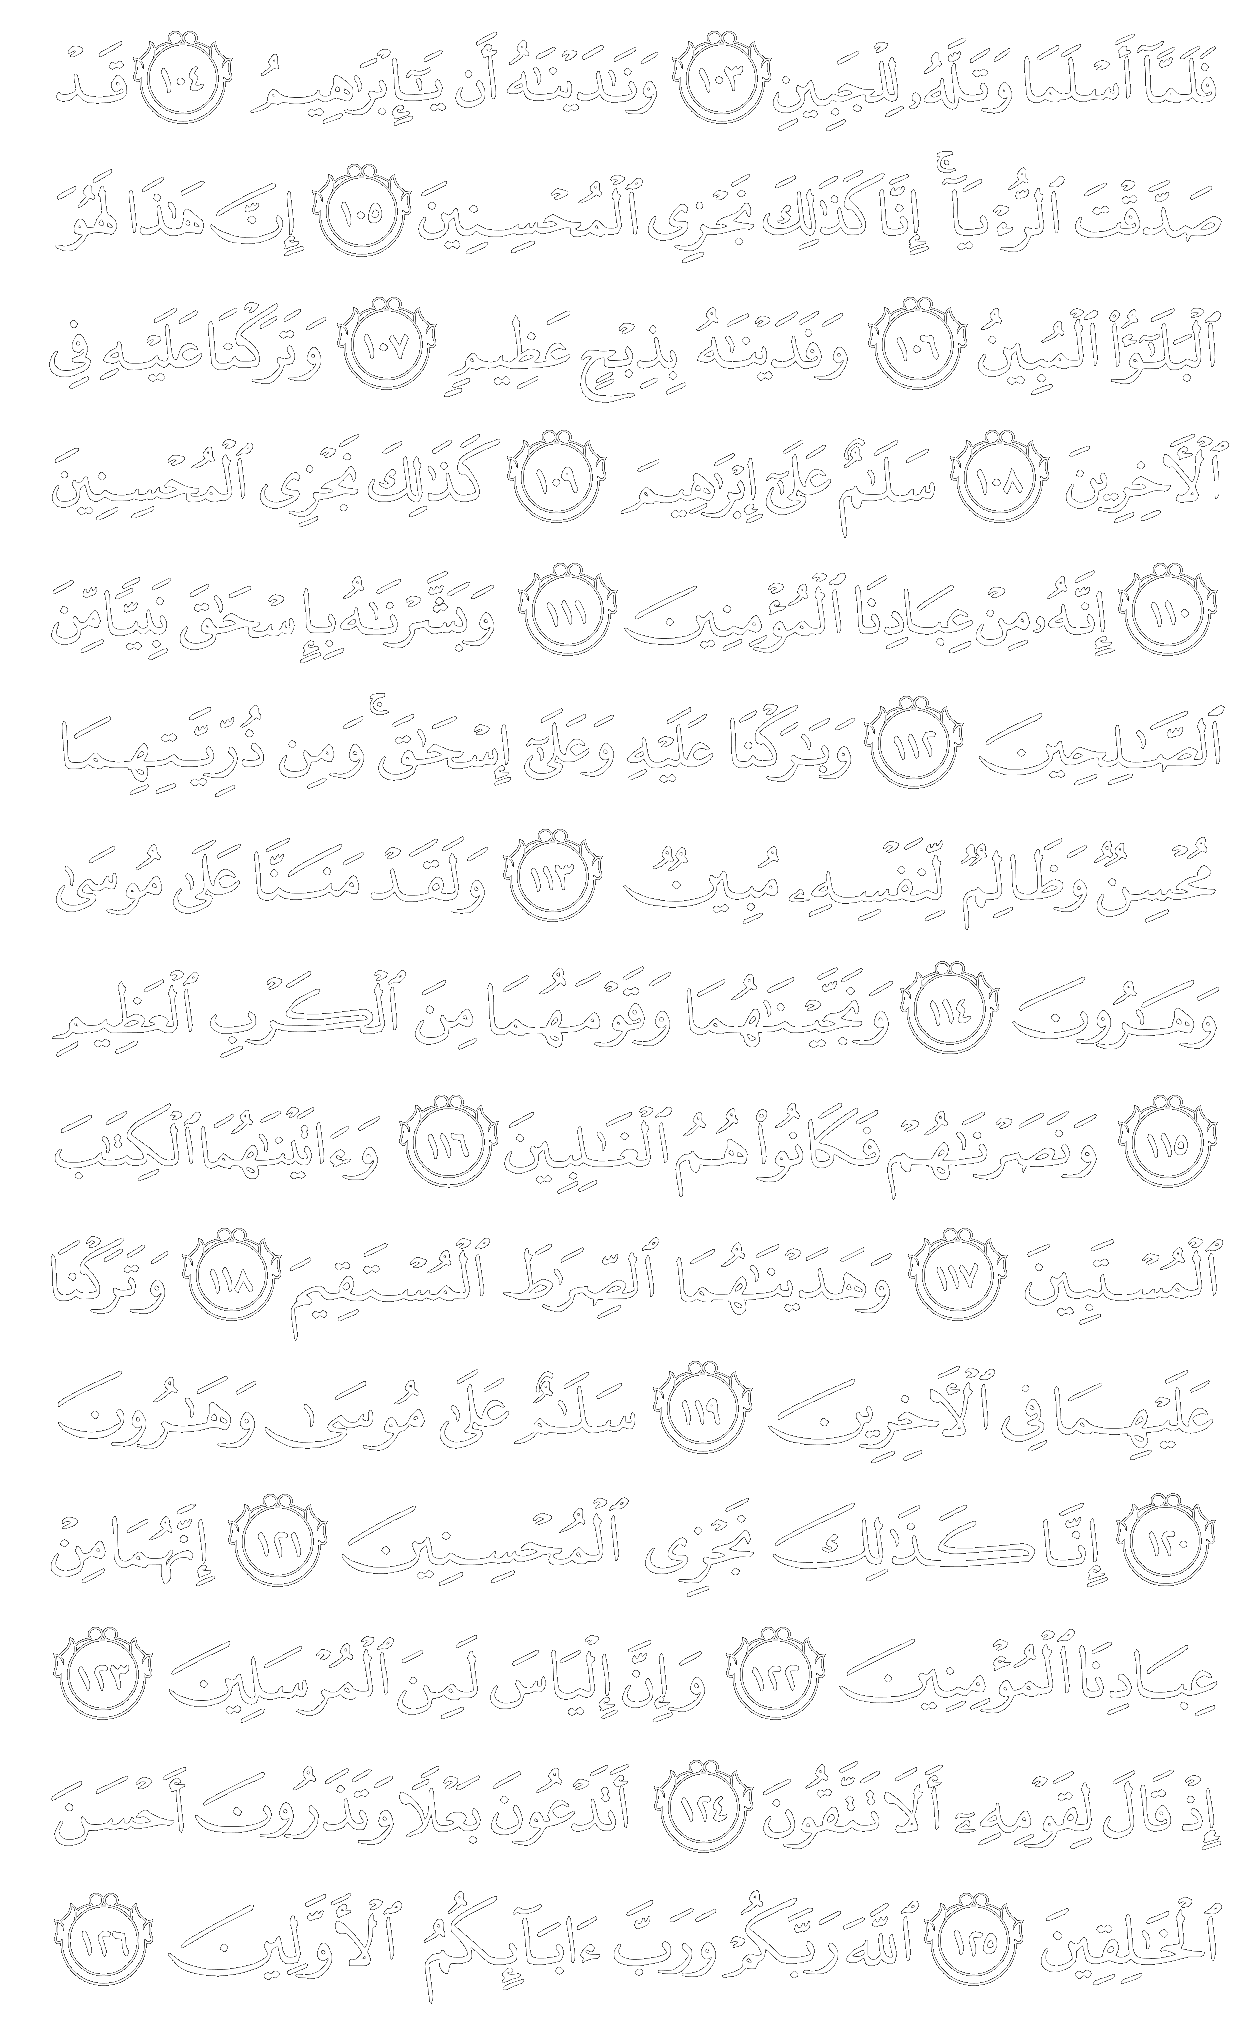 فَلَمَّآ أَسْلَمَا وَتَلَّهُۥ لِلْجَبِينِ ١٠٣ وَنَٰدَيْنَٰهُ أَن يَٰٓإِبْرَٰهِيمُ ١٠٤ قَدْ
صَدَّقْتَ ٱلرُّءْيَآ ۚ إِنَّا كَذَٰلِكَ نَجْزِى ٱلْمُحْسِنِينَ ١٠٥ إِنَّ هَٰذَا لَهُوَ
ٱلْبَلَٰٓؤُا۟ ٱلْمُبِينُ ١٠٦ وَفَدَيْنَٰهُ بِذِبْحٍ عَظِيمٍ ١٠٧ وَتَرَكْنَا عَلَيْهِ فِى
ٱلْأَخِرِينَ ١٠٨ سَلَٰمٌ عَلَىٰٓ إِبْرَٰهِيمَ ١٠٩ كَذَٰلِكَ نَجْزِى ٱلْمُحْسِنِينَ
١١٠ إِنَّهُۥ مِنْ عِبَادِنَا ٱلْمُؤْمِنِينَ ١١١ وَبَشَّرْنَٰهُ بِإِسْحَٰقَ نَبِيًّا مِّنَ
ٱلصَّٰلِحِينَ ١١٢ وَبَٰرَكْنَا عَلَيْهِ وَعَلَىٰٓ إِسْحَٰقَ ۚ وَمِن ذُرِّيَّتِهِمَا
مُحْسِنٌ وَظَالِمٌ لِّنَفْسِهِۦ مُبِينٌ ١١٣ وَلَقَدْ مَنَنَّا عَلَىٰ مُوسَىٰ
وَهَٰرُونَ ١١٤ وَنَجَّيْنَٰهُمَا وَقَوْمَهُمَا مِنَ ٱلْكَرْبِ ٱلْعَظِيمِ
١١٥ وَنَصَرْنَٰهُمْ فَكَانُوا۟ هُمُ ٱلْغَٰلِبِينَ ١١٦ وَءَاتَيْنَٰهُمَا ٱلْكِتَٰبَ
ٱلْمُسْتَبِينَ ١١٧ وَهَدَيْنَٰهُمَا ٱلصِّرَٰطَ ٱلْمُسْتَقِيمَ ١١٨ وَتَرَكْنَا
عَلَيْهِمَا فِى ٱلْأَخِرِينَ ١١٩ سَلَٰمٌ عَلَىٰ مُوسَىٰ وَهَٰرُونَ
١٢٠ إِنَّا كَذَٰلِكَ نَجْزِى ٱلْمُحْسِنِينَ ١٢١ إِنَّهُمَا مِنْ
عِبَادِنَا ٱلْمُؤْمِنِينَ ١٢٢ وَإِنَّ إِلْيَاسَ لَمِنَ ٱلْمُرْسَلِينَ ١٢٣
إِذْ قَالَ لِقَوْمِهِۦٓ أَلَا تَتَّقُونَ ١٢٤ أَتَدْعُونَ بَعْلًا وَتَذَرُونَ أَحْسَنَ
ٱلْخَٰلِقِينَ ١٢٥ ٱللَّهَ رَبَّكُمْ وَرَبَّ ءَابَآئِكُمُ ٱلْأَوَّلِينَ ١٢٦